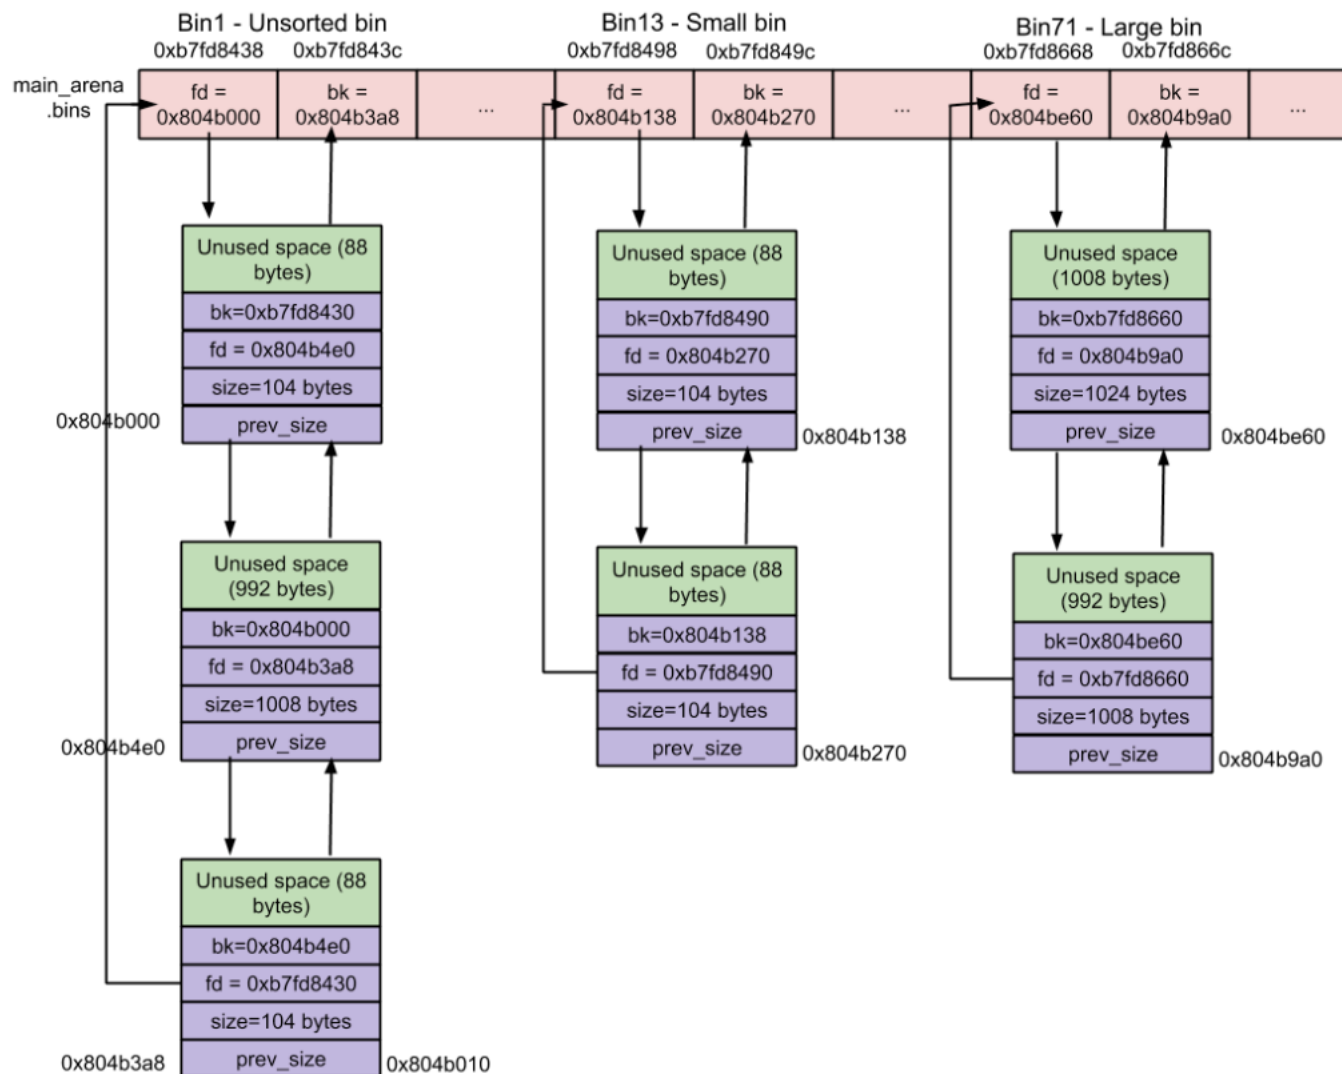 Bin1 - Unsorted bin
Bin13 - Small bin
Bin71 - Large bin
0xb7fd8438
0xb7fd843c
0xb7fd8498
0xb7fd849c
0xb7fd8668
0xb7fd866c
main_arena
.bins
fd =
0x804b000
bk =
0x804b3a8
...
fd =
0x804b138
bk =
0x804b270
...
fd =
0x804be60
bk =
0x804b9a0
...
Unused space (88
bytes)
bk=0xb7fd8430
fd = 0x804b4e0
size=104 bytes
prev_size
0x804b000
Unused space
(992 bytes)
bk=0x804b000
fd = 0x804b3a8
size=1008 bytes
prev_size
0x804b4e0
Unused space (88
bytes)
bk=0x804b4e0
fd = 0xb7fd8430
size=104 bytes
prev_size
0x804b3a8
0x804b010
Unused space (88
bytes)
bk=0xb7fd8490
fd = 0x804b270
size=104 bytes
prev_size
0x804b138
Unused space (88
bytes)
bk=0x804b138
fd = 0xb7fd8490
size=104 bytes
prev_size
0x804b270
Unused space
(1008 bytes)
bk=0xb7fd8660
fd = 0x804b9a0
size=1024 bytes
prev_size
0x804be60
Unused space
(992 bytes)
bk=0x804be60
fd = 0xb7fd8660
size=1008 bytes
prev_size
0x804b9a0